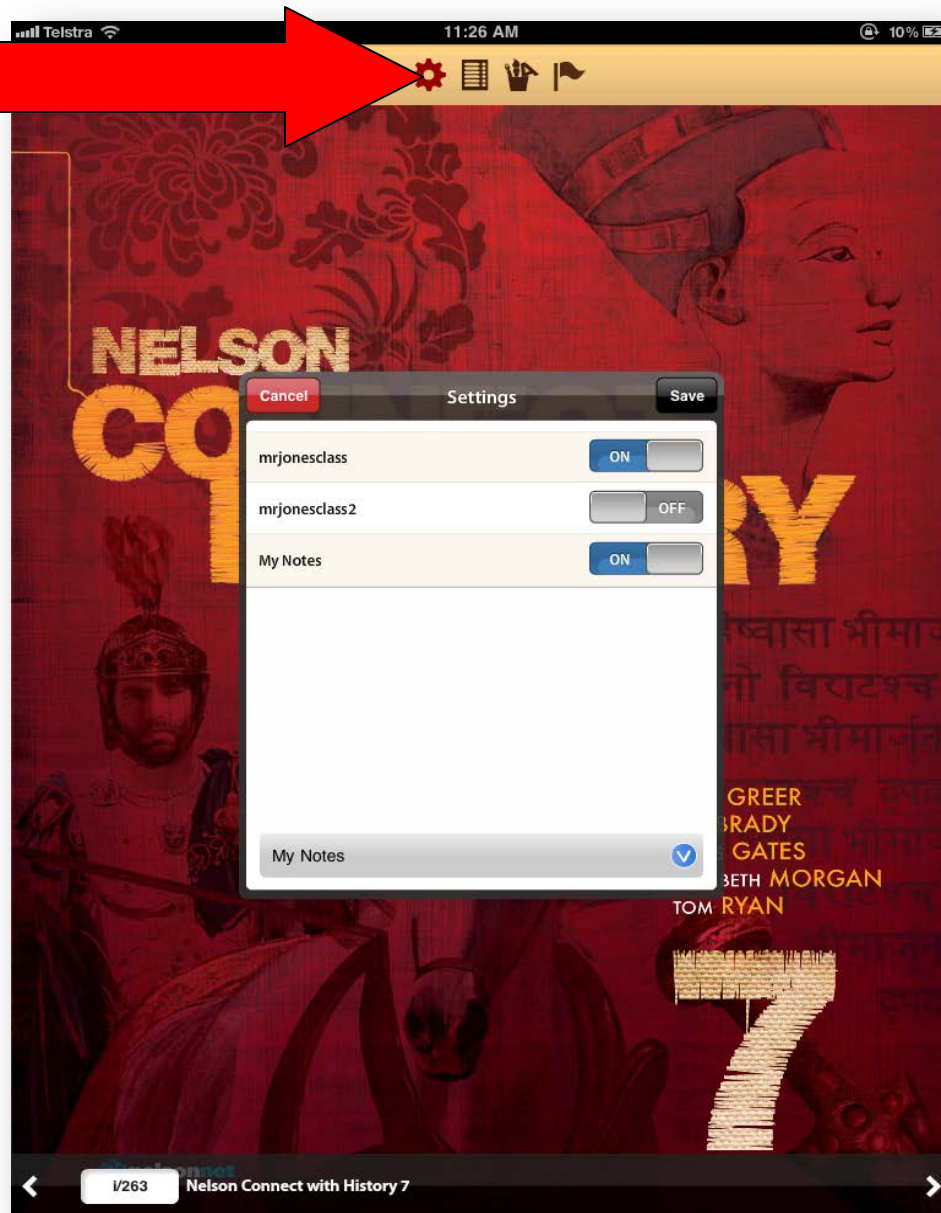 Telstra 11:26 AM 10%
NELSON
Cancel Settings Save
mrjonesclass ON
mrjonesclass2 OFF
My Notes ON
भीमा
विराटश्च
GREER
BRADY
GATES
BETH MORGAN
My Notes
TOM RYAN
7
i/263 Nelson Connect with History 7